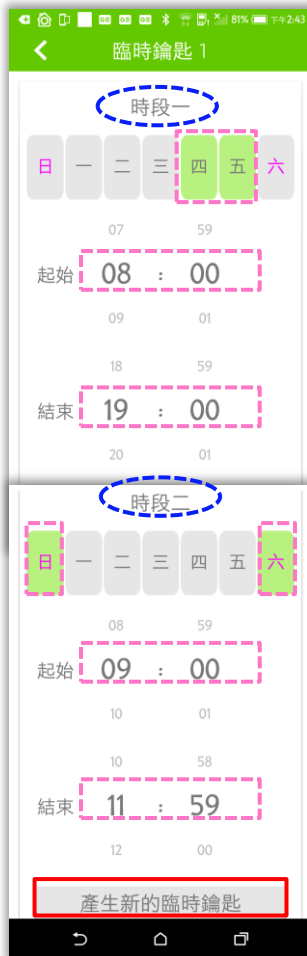 81% 下午2:43
臨時鑰匙 1
時段一
日 一 二 三 四 五 六
07 59
起始 08 : 00
09 01
18 59
結束 19 : 00
20 01
時段二
日 一 二 三 四 五 六
08 59
起始 09 : 00
10 01
10 58
結束 11 : 59
12 00
產生新的臨時鑰匙